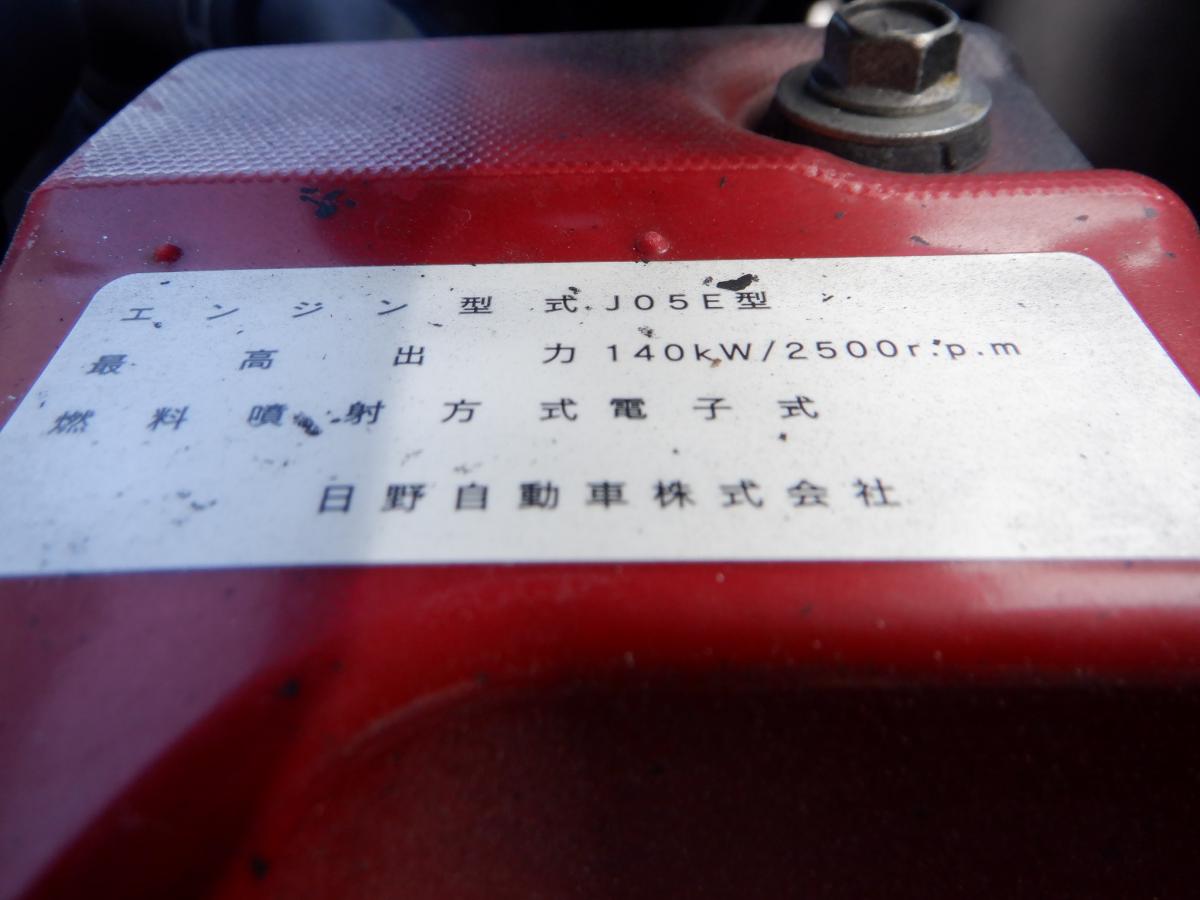 エンジン型式 J05E型
最高出力 140kW/2500r.p.m
燃料噴射方式 電子式
日野自動車株式会社